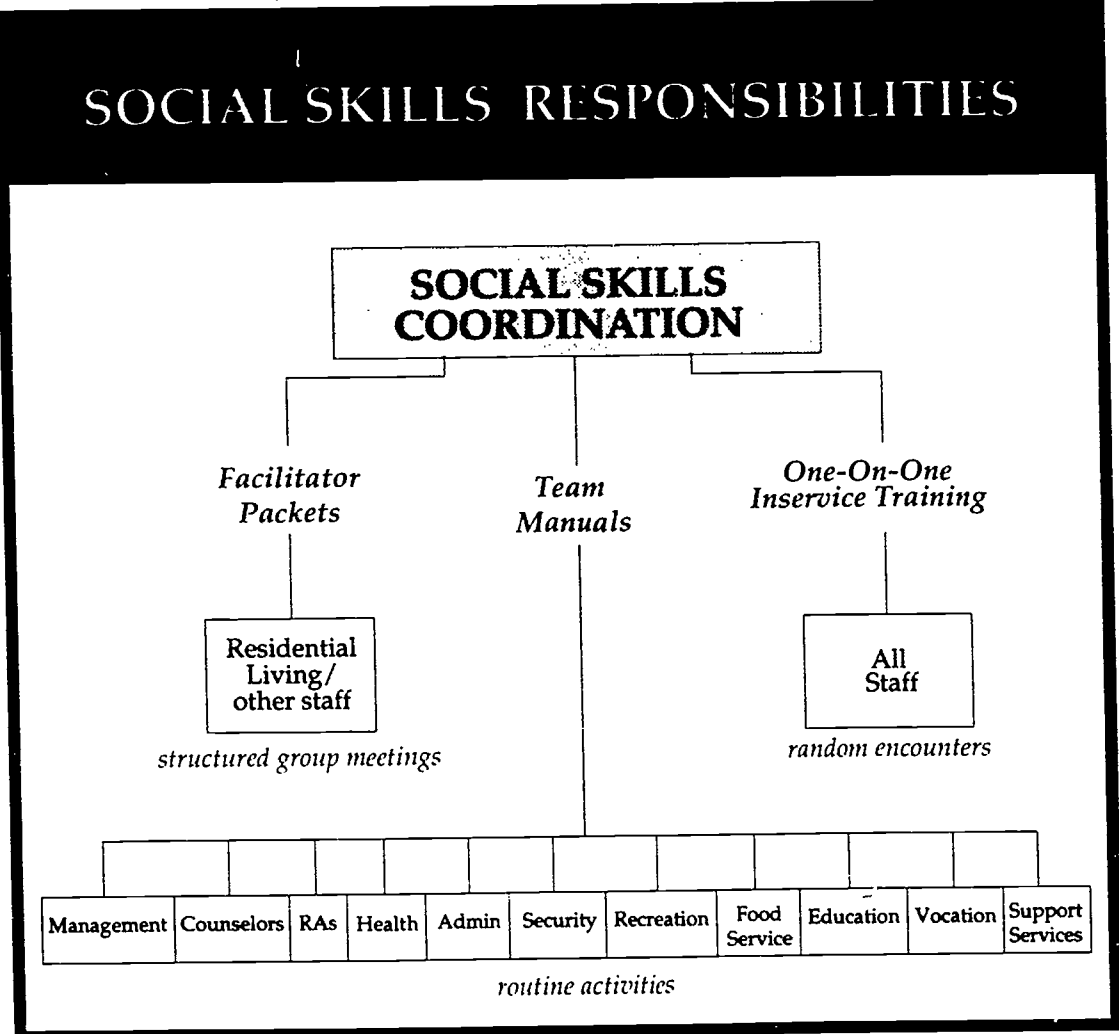 SOCIAL SKILLS RESPONSIBILITIES
SOCIAL SKILLS
COORDINATION
Facilitator
Packets
Team
Manuals
One-On-One
Inservice Training
Residential
Living/
other staff
structured group meetings
All
Staff
random encounters
Management
Counselors
RAs
Health
Admin
Security
Recreation
Food
Service
Education
Vocation
Support
Services
routine activities